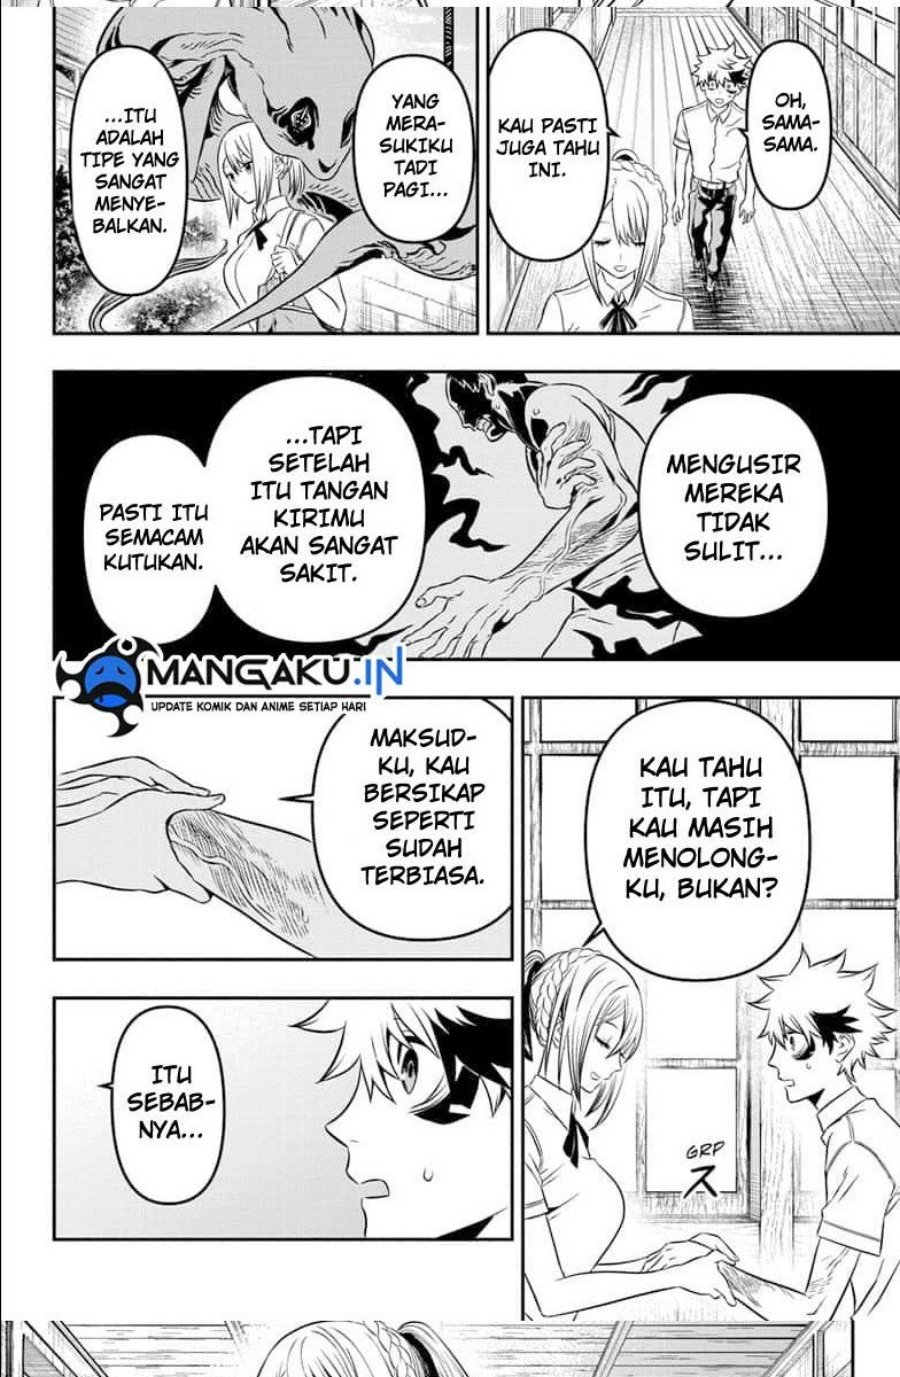 OH,
SAMA-
SAMA.
KAU PASTI
JUGA TAHU
INI.
YANG
MERA-
SUKIKU
TADI
PAGI...
...ITU
ADALAH
TIPE YANG
SANGAT
MENYE-
BALKAN.
MENGUSIR
MEREKA
TIDAK
SULIT...
...TAPI
SETELAH
ITU TANGAN
KIRIMU
AKAN SANGAT
SAKIT.
PASTI ITU
SEMACAM
KUTUKAN.
MANGAKU.IN
UPDATE KOMIK DAN ANIME SETIAP HARI
KAU TAHU
ITU, TAPI
KAU MASIH
MENOLONG-
KU, BUKAN?
GRP
ス
MAKSUD-
KU, KAU
BERSIKAP
SEPERTI
SUDAH
TERBIASA.
ITU
SEBAB-
NYA...